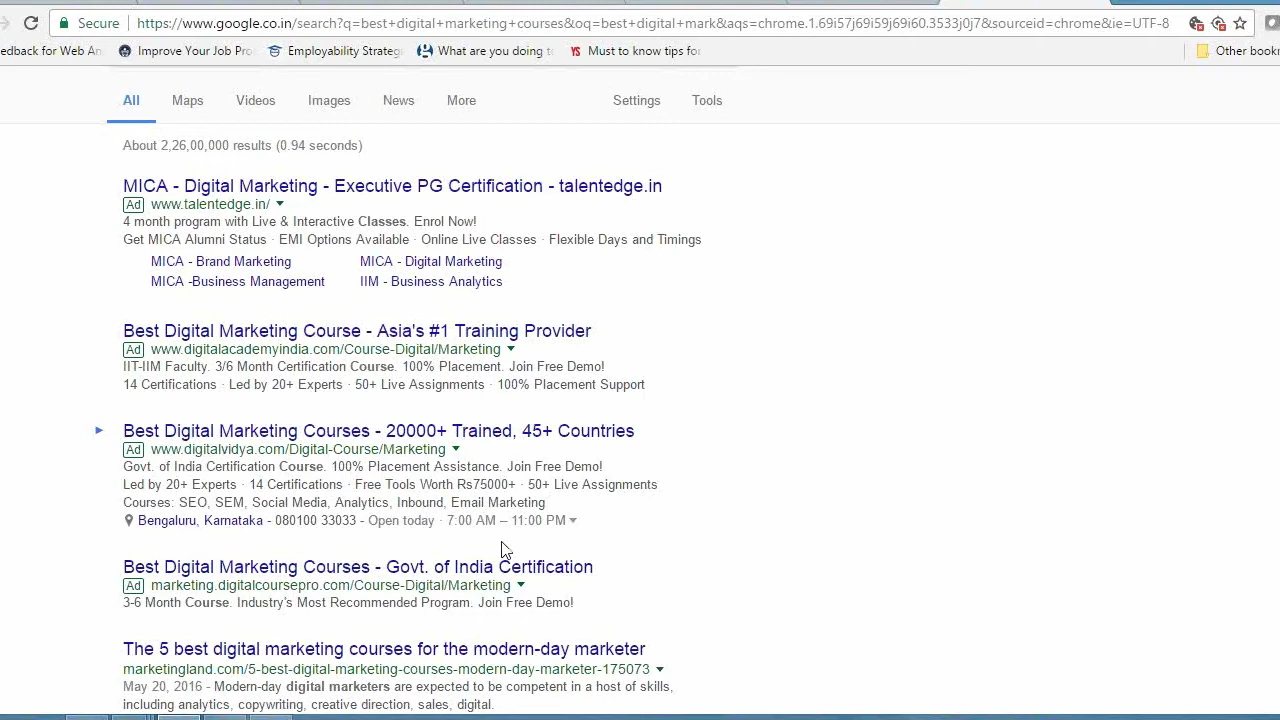 Secure
https://www.google.co.in/search?q=best+digital+marketing+courses&oq=best+digital+mark&aqs=chrome.1.69i57j69i59j69i60.3533j0j7&sourceid=chrome&ie=UTF-8
edback for Web An
Improve Your Job Pro
Employability Strateg
What are you doing t
Must to know tips for
Other book
All
Maps
Videos
Images
News
More
Settings
Tools
About 2,26,00,000 results (0.94 seconds)
MICA - Digital Marketing - Executive PG Certification - talentedge.in
Ad www.talentedge.in/
4 month program with Live & Interactive Classes. Enrol Now!
Get MICA Alumni Status · EMI Options Available · Online Live Classes · Flexible Days and Timings
MICA - Brand Marketing
MICA - Digital Marketing
MICA -Business Management
IIM - Business Analytics
Best Digital Marketing Course - Asia's #1 Training Provider
Ad www.digitalacademyindia.com/Course-Digital/Marketing
IIT-IIM Faculty. 3/6 Month Certification Course. 100% Placement. Join Free Demo!
14 Certifications · Led by 20+ Experts · 50+ Live Assignments · 100% Placement Support
Best Digital Marketing Courses - 20000+ Trained, 45+ Countries
Ad www.digitalvidya.com/Digital-Course/Marketing
Govt. of India Certification Course. 100% Placement Assistance. Join Free Demo!
Led by 20+ Experts · 14 Certifications · Free Tools Worth Rs75000+ · 50+ Live Assignments
Courses: SEO, SEM, Social Media, Analytics, Inbound, Email Marketing
Bengaluru, Karnataka - 080100 33033 - Open today · 7:00 AM – 11:00 PM
Best Digital Marketing Courses - Govt. of India Certification
Ad marketing.digitalcoursepro.com/Course-Digital/Marketing
3-6 Month Course. Industry's Most Recommended Program. Join Free Demo!
The 5 best digital marketing courses for the modern-day marketer
marketingland.com/5-best-digital-marketing-courses-modern-day-marketer-175073
May 20, 2016 - Modern-day digital marketers are expected to be competent in a host of skills,
including analytics, copywriting, creative direction, sales, digital.